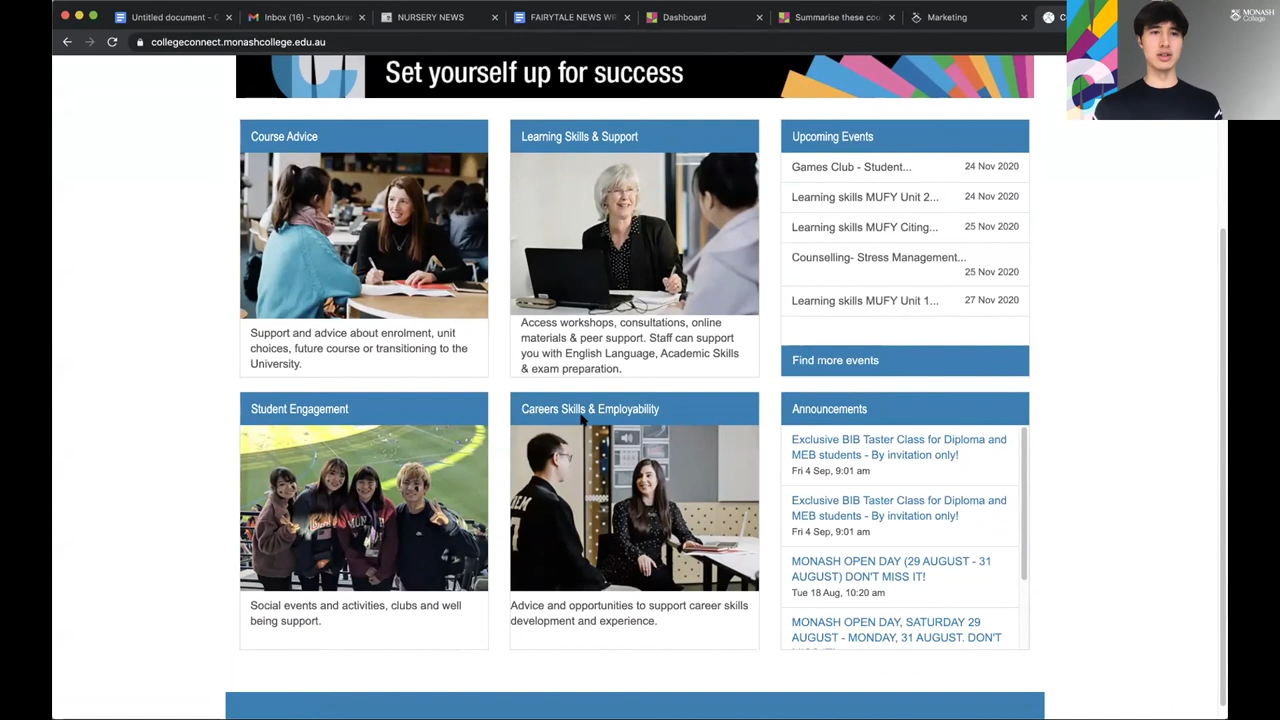 Untitled document - G
Inbox (16) - tyson.kra
NURSERY NEWS
FAIRYTALE NEWS WR
Dashboard
Summarise these cou
Marketing
collegeconnect.monashcollege.edu.au
MONASH
College
Set yourself up for success
Course Advice
Support and advice about enrolment, unit
choices, future course or transitioning to the
University.
Learning Skills & Support
Access workshops, consultations, online
materials & peer support. Staff can support
you with English Language, Academic Skills
& exam preparation.
Upcoming Events
Games Club - Student... 24 Nov 2020
Learning skills MUFY Unit 2... 24 Nov 2020
Learning skills MUFY Citing... 25 Nov 2020
Counselling- Stress Management...
25 Nov 2020
Learning skills MUFY Unit 1... 27 Nov 2020
Find more events
Student Engagement
MONASH
Social events and activities, clubs and well
being support.
Careers Skills & Employability
Advice and opportunities to support career skills
development and experience.
Announcements
Exclusive BIB Taster Class for Diploma and
MEB students - By invitation only!
Fri 4 Sep, 9:01 am
Exclusive BIB Taster Class for Diploma and
MEB students - By invitation only!
Fri 4 Sep, 9:01 am
MONASH OPEN DAY (29 AUGUST - 31
AUGUST) DON'T MISS IT!
Tue 18 Aug, 10:20 am
MONASH OPEN DAY, SATURDAY 29
AUGUST - MONDAY, 31 AUGUST. DON'T